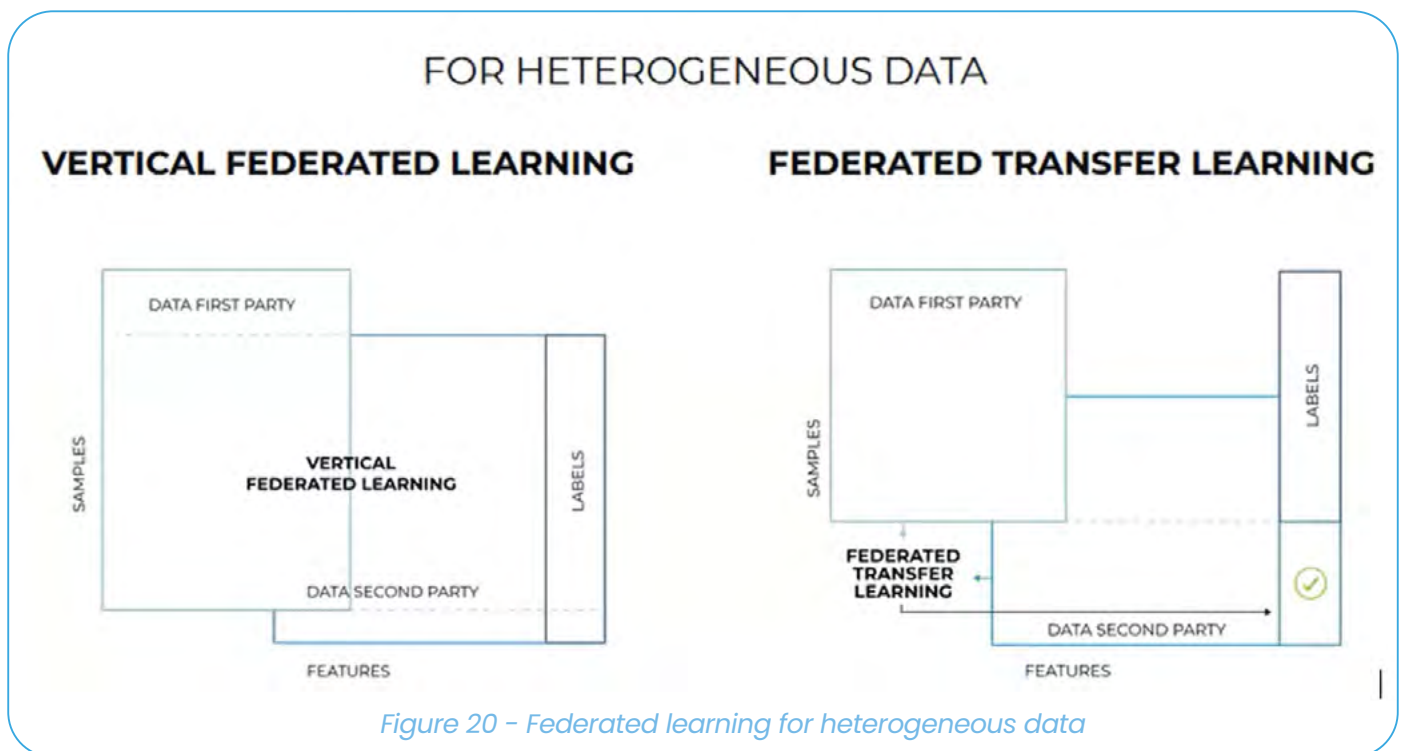 FOR HETEROGENEOUS DATA
VERTICAL FEDERATED LEARNING
DATA FIRST PARTY
SAMPLES
VERTICAL
FEDERATED LEARNING
LABELS
DATA SECOND PARTY
FEATURES
FEDERATED TRANSFER LEARNING
DATA FIRST PARTY
LABELS
SAMPLES
FEDERATED
TRANSFER
LEARNING
DATA SECOND PARTY
FEATURES
Figure 20 - Federated learning for heterogeneous data